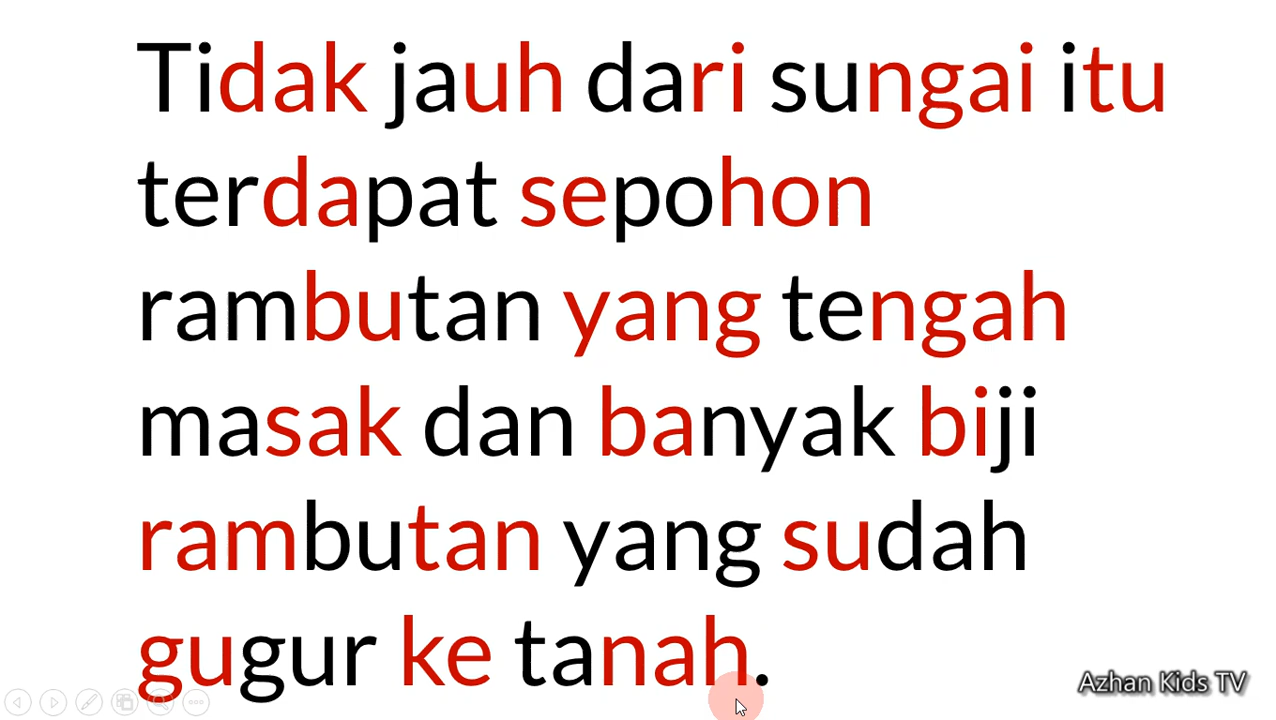 Tidak jauh dari sungai itu
terdapat sepohon
rambutan yang tengah
masak dan banyak biji
rambutan yang sudah
gugur ke tanah.
Azhan Kids TV